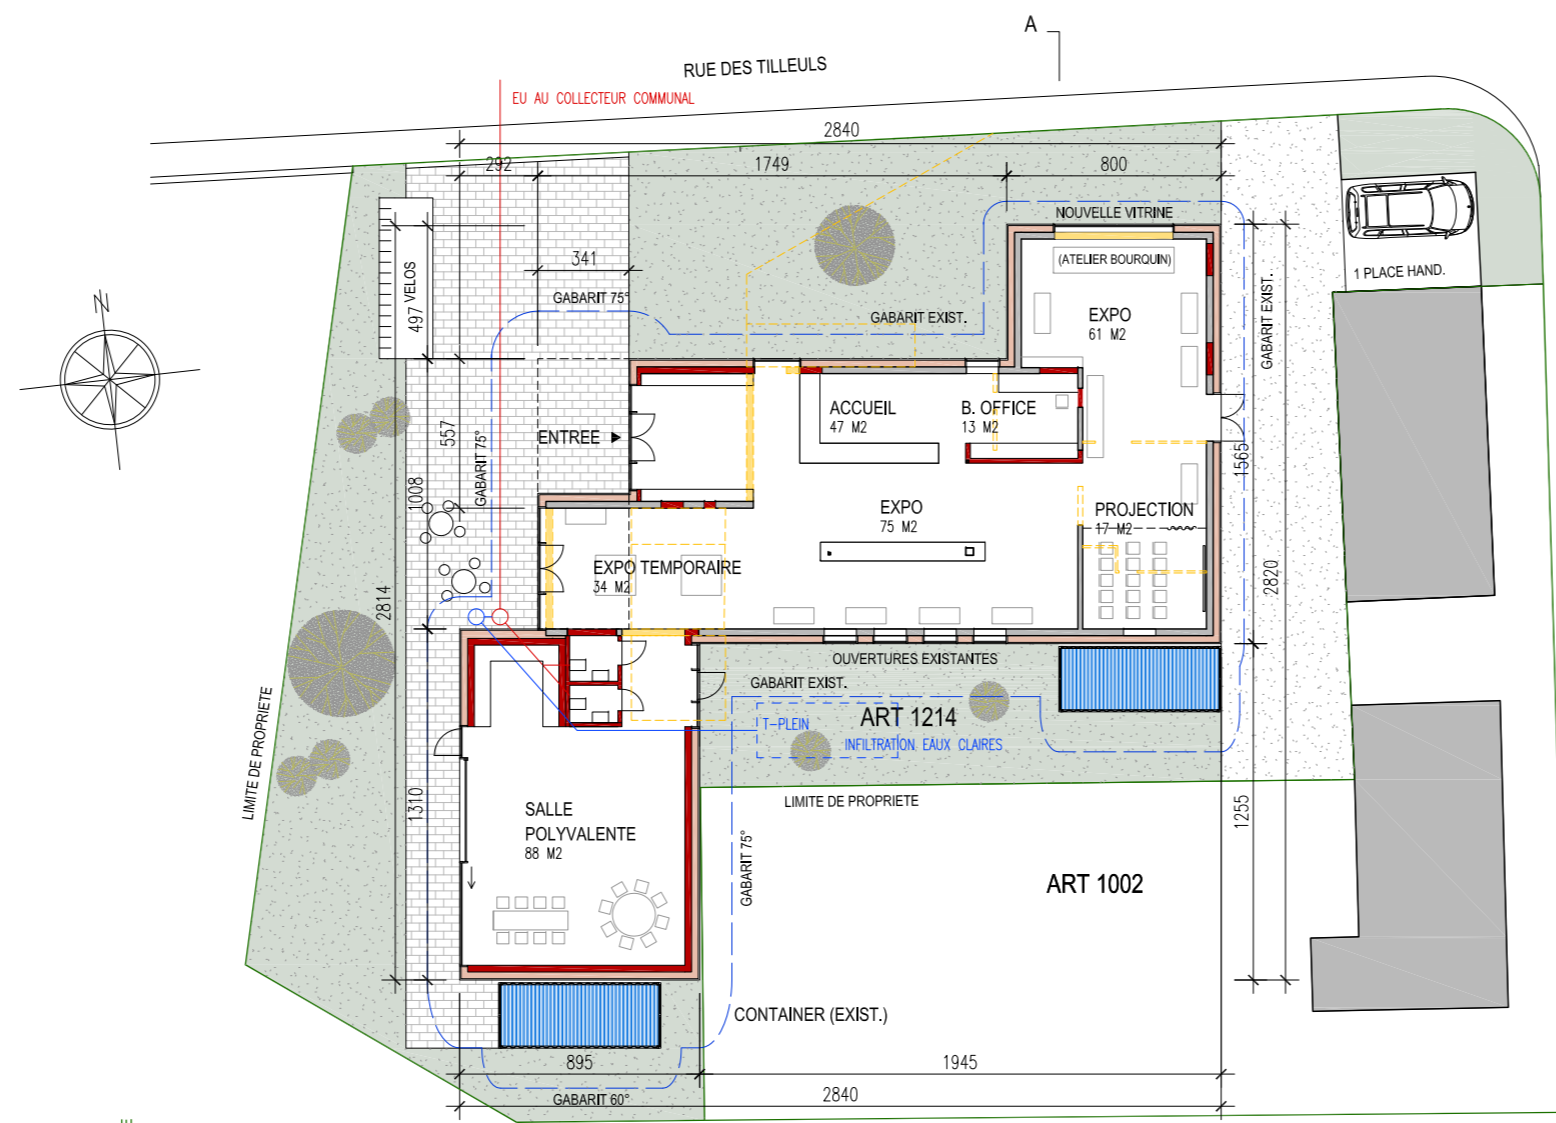 A
RUE DES TILLEULS
EU AU COLLECTEUR COMMUNAL
2840
292
1749
800
NOUVELLE VITRINE
(ATELIER BOURQUIN)
1 PLACE HAND.
341
GABARIT 75°
GABARIT EXIST.
497 VELOS
N
EXPO
61 M2
GABARIT EXIST.
ACCUEIL
47 M2
B. OFFICE
13 M2
ENTREE
557
GABARIT 75°
1008
1565
EXPO
75 M2
PROJECTION
17 M2
EXPO TEMPORAIRE
34 M2
2814
2820
OUVERTURES EXISTANTES
GABARIT EXIST.
T-PLEIN
ART 1214
INFILTRATION EAUX CLAIRES
LIMITE DE PROPRIETE
LIMITE DE PROPRIETE
1310
SALLE
POLYVALENTE
88 M2
1255
GABARIT 75°
ART 1002
CONTAINER (EXIST.)
895
1945
GABARIT 60°
2840